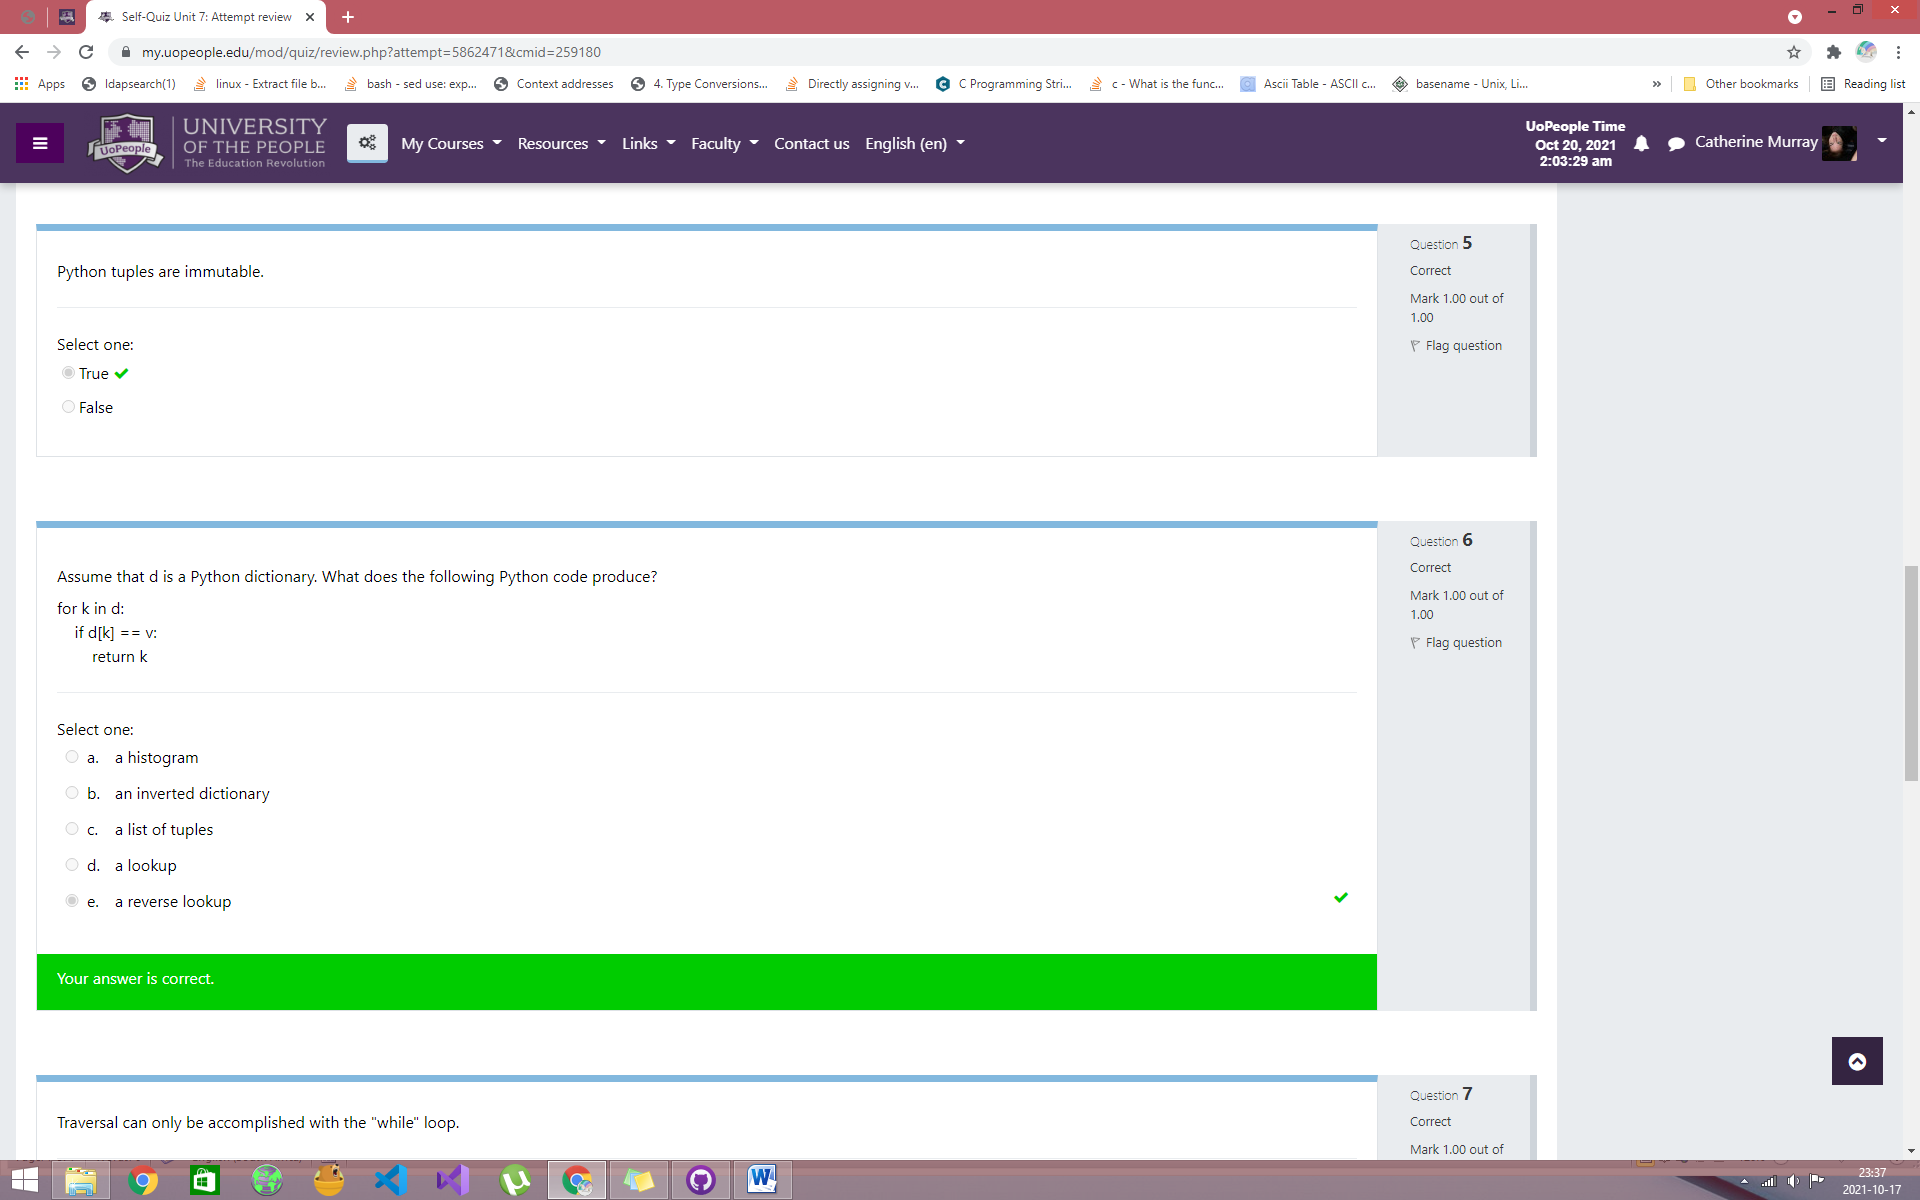 Self-Quiz Unit 7: Attempt review
my.uopeople.edu/mod/quiz/review.php?attempt=5862471&cmid=259180
Apps
ldapsearch(1)
linux - Extract file b...
bash - sed use: exp...
Context addresses
4. Type Conversions...
Directly assigning v...
C Programming Stri...
c - What is the func...
Ascii Table - ASCII c...
basename - Unix, Li...
»
Other bookmarks
Reading list
UoPeople
UNIVERSITY
OF THE PEOPLE
The Education Revolution
My Courses
Resources
Links
Faculty
Contact us
English (en)
UoPeople Time
Oct 20, 2021
2:03:29 am
Catherine Murray
Python tuples are immutable.
Select one:
True
False
Question 5
Correct
Mark 1.00 out of
1.00
Flag question
Assume that d is a Python dictionary. What does the following Python code produce?
for k in d:
if d[k] == v:
return k
Select one:
a. a histogram
b. an inverted dictionary
c. a list of tuples
d. a lookup
e. a reverse lookup
Your answer is correct.
Question 6
Correct
Mark 1.00 out of
1.00
Flag question
Traversal can only be accomplished with the "while" loop.
Question 7
Correct
Mark 1.00 out of
23:37
2021-10-17